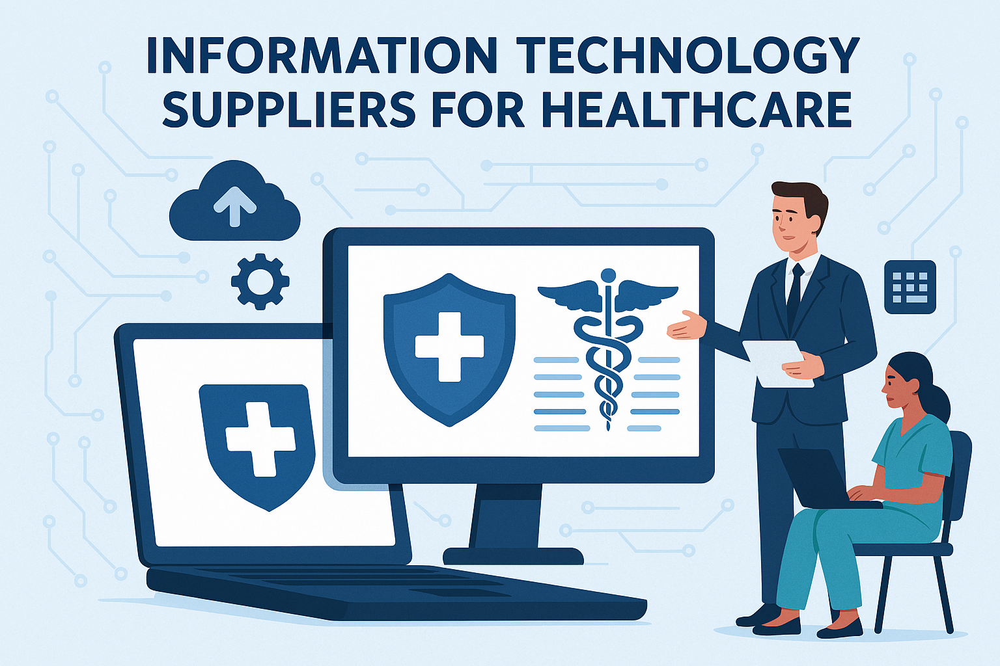 INFORMATION TECHNOLOGY
SUPPLIERS FOR HEALTHCARE